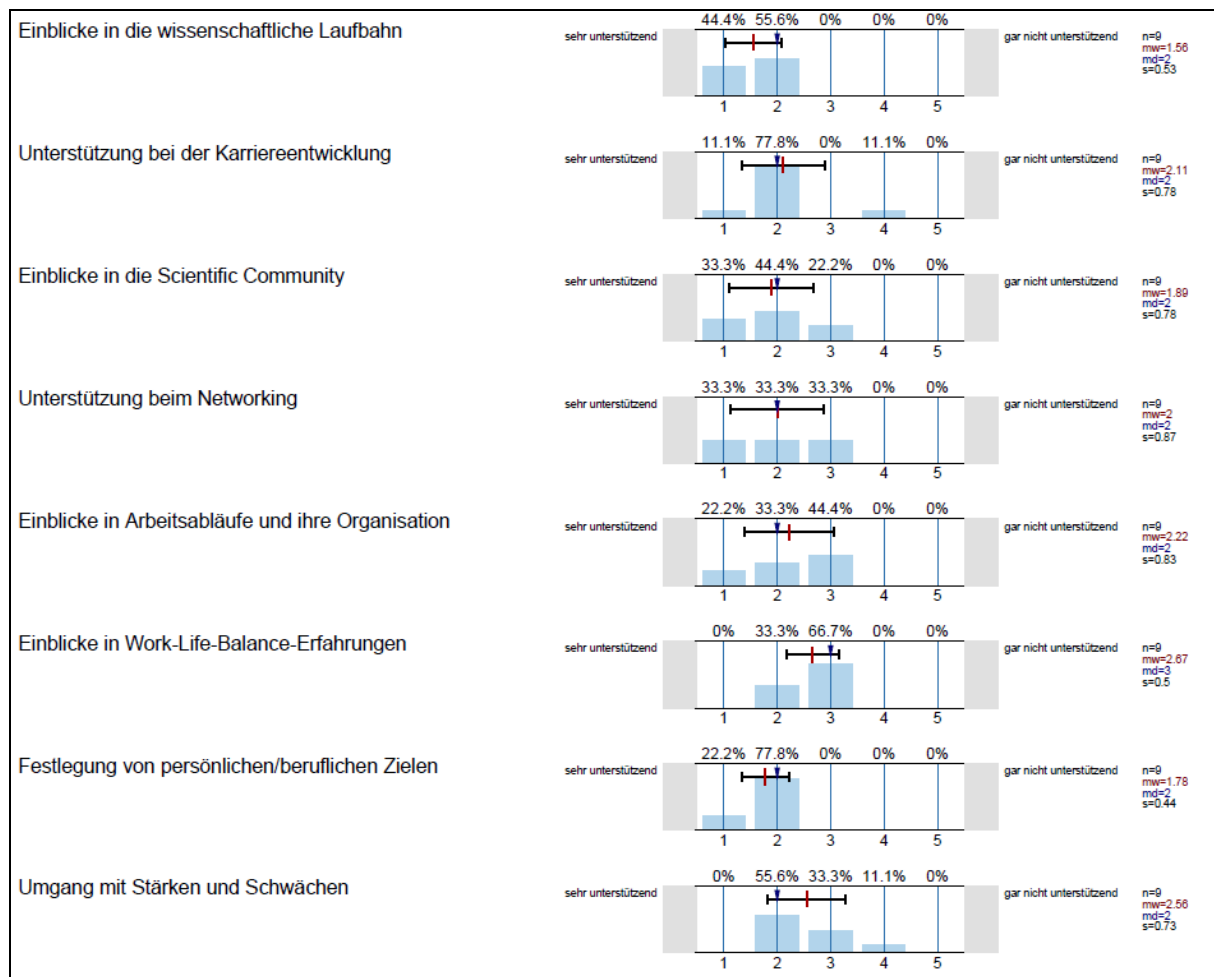 Einblicke in die wissenschaftliche Laufbahn
44.4% 55.6% 0% 0% 0%
sehr unterstützend
gar nicht unterstützend
n=9
mw=1.56
md=2
s=0.53
1 2 3 4 5
Unterstützung bei der Karriereentwicklung
11.1% 77.8% 0% 11.1% 0%
sehr unterstützend
gar nicht unterstützend
n=9
mw=2.11
md=2
s=0.78
1 2 3 4 5
Einblicke in die Scientific Community
33.3% 44.4% 22.2% 0% 0%
sehr unterstützend
gar nicht unterstützend
n=9
mw=1.89
md=2
s=0.78
1 2 3 4 5
Unterstützung beim Networking
33.3% 33.3% 33.3% 0% 0%
sehr unterstützend
gar nicht unterstützend
n=9
mw=2
md=2
s=0.87
1 2 3 4 5
Einblicke in Arbeitsabläufe und ihre Organisation
22.2% 33.3% 44.4% 0% 0%
sehr unterstützend
gar nicht unterstützend
n=9
mw=2.22
md=2
s=0.83
1 2 3 4 5
Einblicke in Work-Life-Balance-Erfahrungen
0% 33.3% 66.7% 0% 0%
sehr unterstützend
gar nicht unterstützend
n=9
mw=2.67
md=3
s=0.5
1 2 3 4 5
Festlegung von persönlichen/beruflichen Zielen
22.2% 77.8% 0% 0% 0%
sehr unterstützend
gar nicht unterstützend
n=9
mw=1.78
md=2
s=0.44
1 2 3 4 5
Umgang mit Stärken und Schwächen
0% 55.6% 33.3% 11.1% 0%
sehr unterstützend
gar nicht unterstützend
n=9
mw=2.56
md=2
s=0.73
1 2 3 4 5